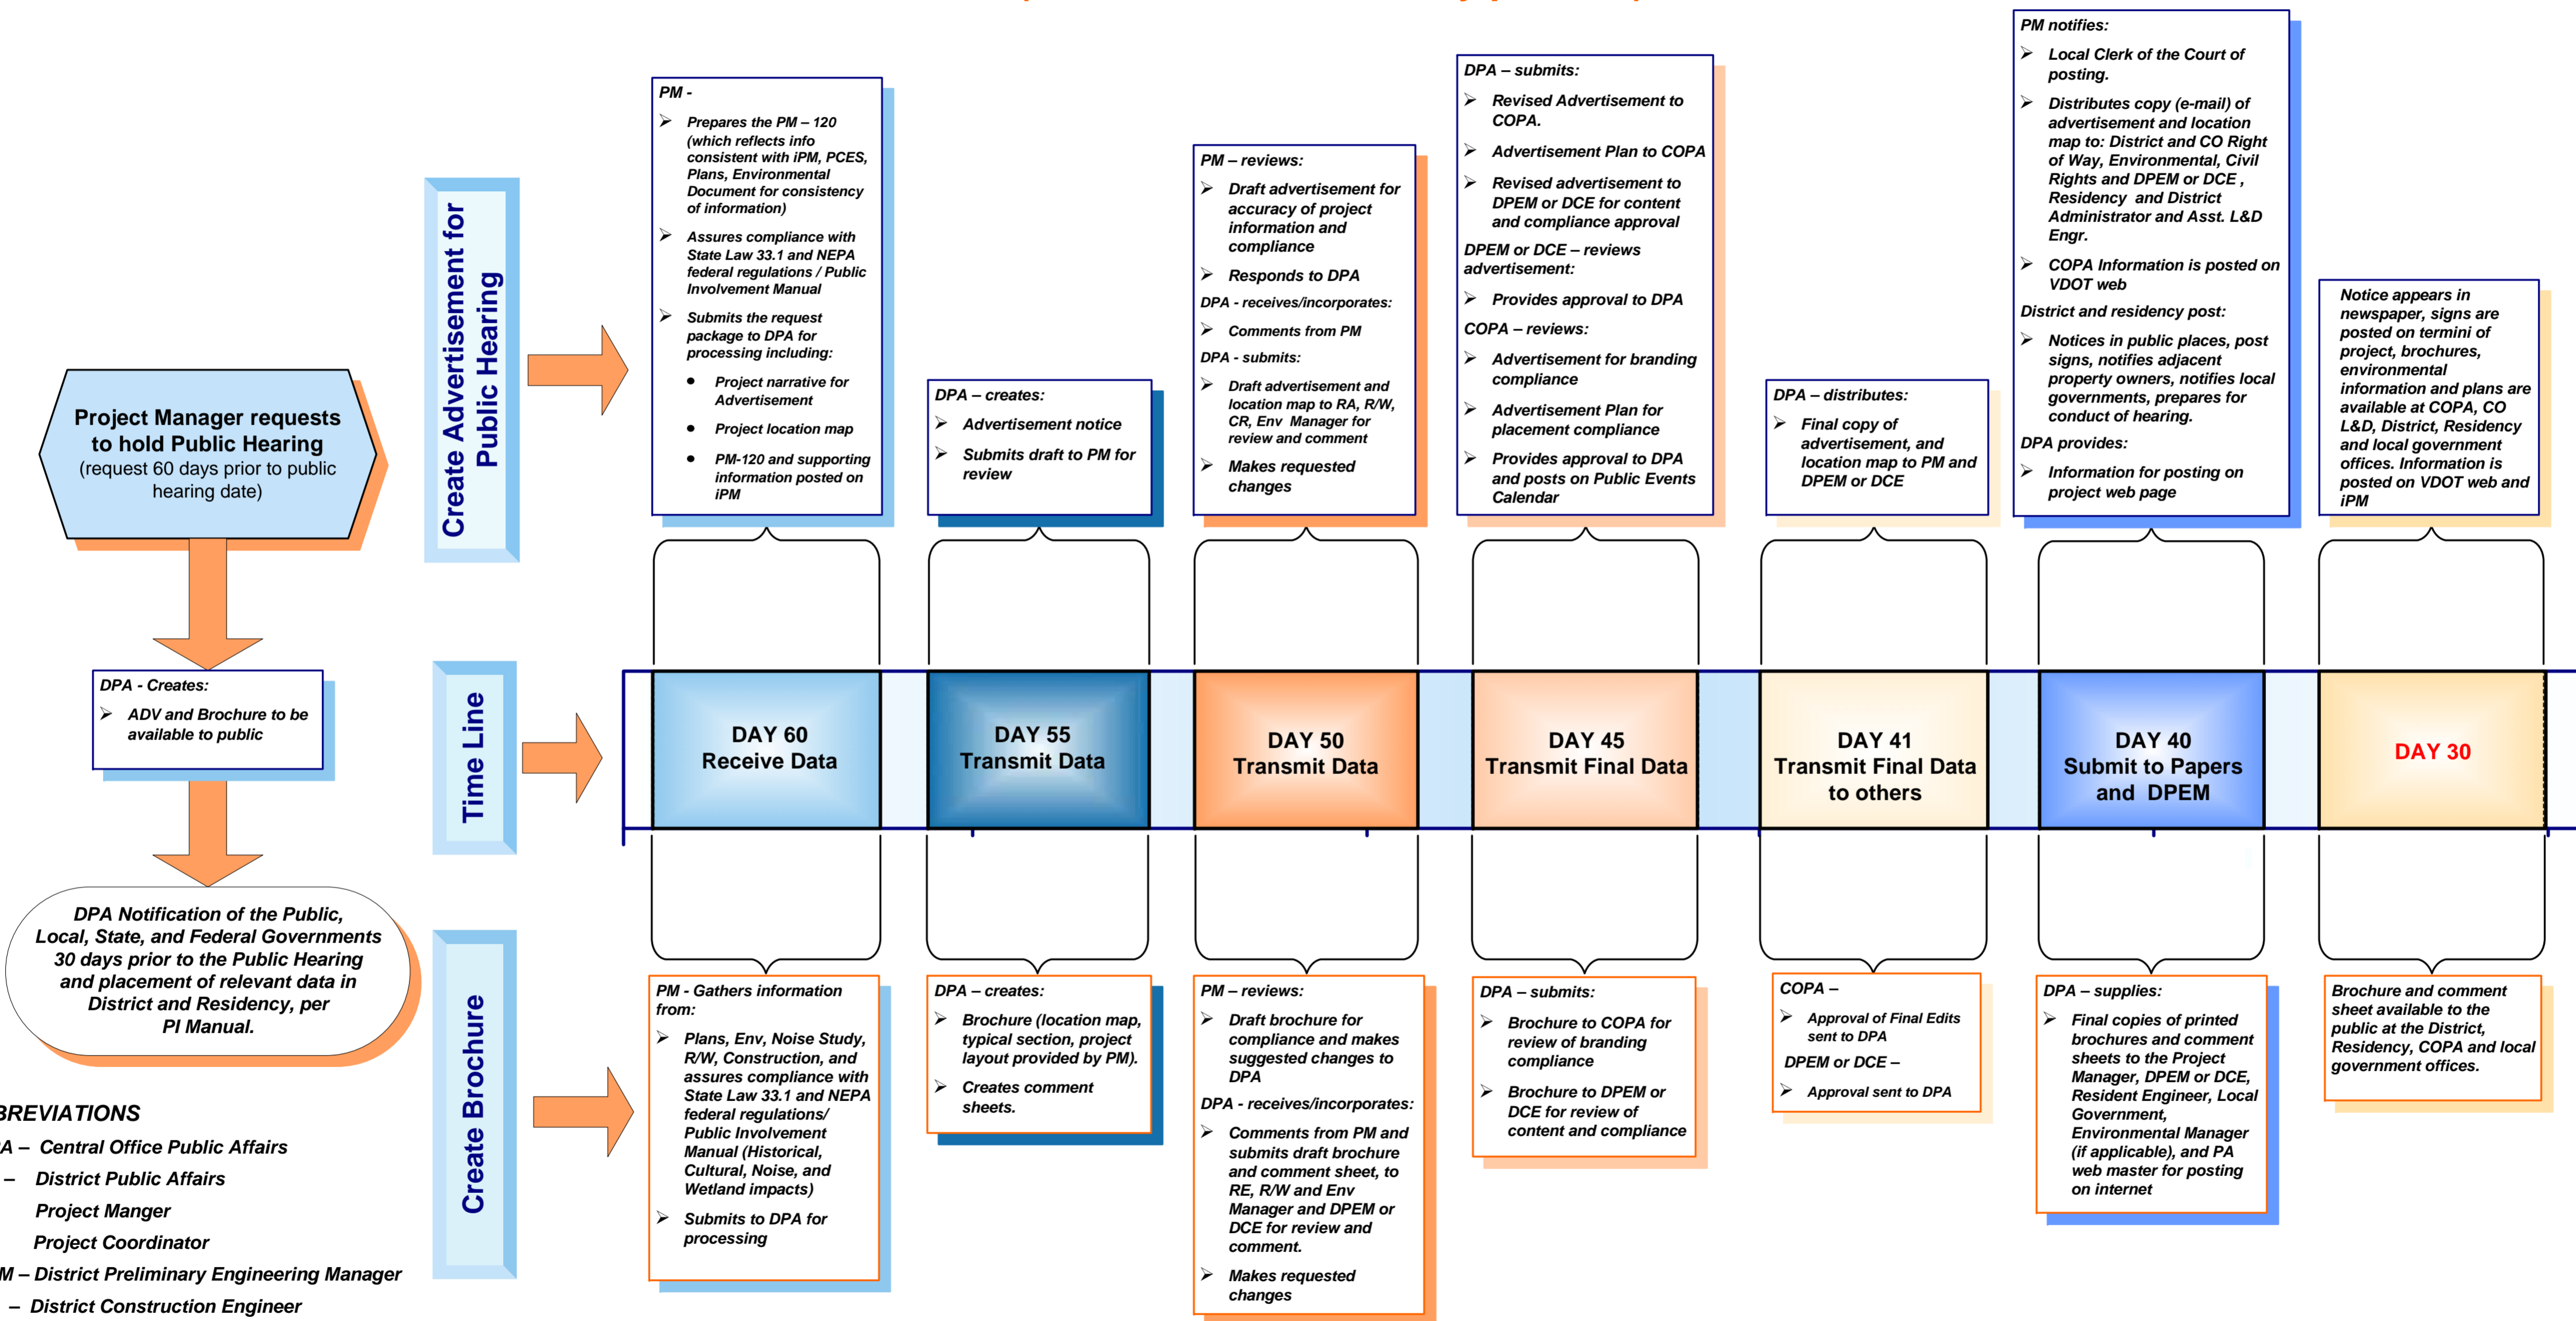 Project Manager requests
to hold Public Hearing
(request 60 days prior to public
hearing date)
DPA - Creates:
➢ ADV and Brochure to be
available to public
DPA Notification of the Public,
Local, State, and Federal Governments
30 days prior to the Public Hearing
and placement of relevant data in
District and Residency, per
PI Manual.
BREVIATIONS
A – Central Office Public Affairs
– District Public Affairs
Project Manger
Project Coordinator
M – District Preliminary Engineering Manager
– District Construction Engineer
Create Advertisement for
Public Hearing
PM -
➢ Prepares the PM – 120
(which reflects info
consistent with iPM, PCES,
Plans, Environmental
Document for consistency
of information)
➢ Assures compliance with
State Law 33.1 and NEPA
federal regulations / Public
Involvement Manual
➢ Submits the request
package to DPA for
processing including:
• Project narrative for
Advertisement
• Project location map
• PM-120 and supporting
information posted on
iPM
DPA – creates:
➢ Advertisement notice
➢ Submits draft to PM for
review
PM – reviews:
➢ Draft advertisement for
accuracy of project
information and
compliance
➢ Responds to DPA
DPA - receives/incorporates:
➢ Comments from PM
DPA - submits:
➢ Draft advertisement and
location map to RA, R/W,
CR, Env Manager for
review and comment
➢ Makes requested
changes
DPA – submits:
➢ Revised Advertisement to
COPA.
➢ Advertisement Plan to COPA
➢ Revised advertisement to
DPEM or DCE for content
and compliance approval
DPEM or DCE – reviews
advertisement:
➢ Provides approval to DPA
COPA – reviews:
➢ Advertisement for branding
compliance
➢ Advertisement Plan for
placement compliance
➢ Provides approval to DPA
and posts on Public Events
Calendar
DPA – distributes:
➢ Final copy of
advertisement, and
location map to PM and
DPEM or DCE
PM notifies:
➢ Local Clerk of the Court of
posting.
➢ Distributes copy (e-mail) of
advertisement and location
map to: District and CO Right
of Way, Environmental, Civil
Rights and DPEM or DCE ,
Residency and District
Administrator and Asst. L&D
Engr.
➢ COPA Information is posted on
VDOT web
District and residency post:
➢ Notices in public places, post
signs, notifies adjacent
property owners, notifies local
governments, prepares for
conduct of hearing.
DPA provides:
➢ Information for posting on
project web page
Notice appears in
newspaper, signs are
posted on termini of
project, brochures,
environmental
information and plans are
available at COPA, CO
L&D, District, Residency
and local government
offices. Information is
posted on VDOT web and
iPM
Time Line
DAY 60
Receive Data
DAY 55
Transmit Data
DAY 50
Transmit Data
DAY 45
Transmit Final Data
DAY 41
Transmit Final Data
to others
DAY 40
Submit to Papers
and DPEM
DAY 30
Create Brochure
PM - Gathers information
from:
➢ Plans, Env, Noise Study,
R/W, Construction, and
assures compliance with
State Law 33.1 and NEPA
federal regulations/
Public Involvement
Manual (Historical,
Cultural, Noise, and
Wetland impacts)
➢ Submits to DPA for
processing
DPA – creates:
➢ Brochure (location map,
typical section, project
layout provided by PM).
➢ Creates comment
sheets.
PM – reviews:
➢ Draft brochure for
compliance and makes
suggested changes to
DPA
DPA - receives/incorporates:
➢ Comments from PM and
submits draft brochure
and comment sheet, to
RE, R/W and Env
Manager and DPEM or
DCE for review and
comment.
➢ Makes requested
changes
DPA – submits:
➢ Brochure to COPA for
review of branding
compliance
➢ Brochure to DPEM or
DCE for review of
content and compliance
COPA –
➢ Approval of Final Edits
sent to DPA
DPEM or DCE –
➢ Approval sent to DPA
DPA – supplies:
➢ Final copies of printed
brochures and comment
sheets to the Project
Manager, DPEM or DCE,
Resident Engineer, Local
Government,
Environmental Manager
(if applicable), and PA
web master for posting
on internet
Brochure and comment
sheet available to the
public at the District,
Residency, COPA and local
government offices.